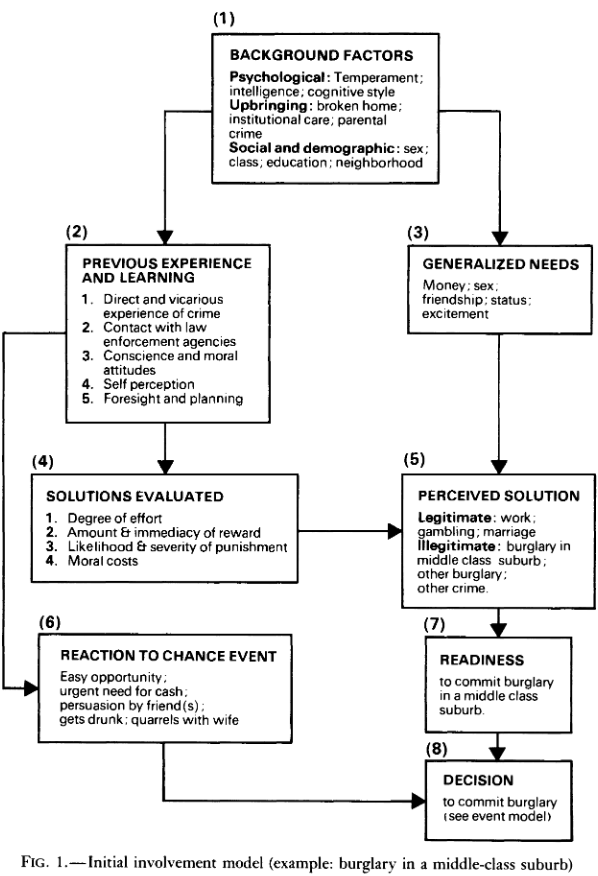 (1)
BACKGROUND FACTORS
Psychological: Temperament;
intelligence; cognitive style
Upbringing: broken home;
institutional care; parental
crime
Social and demographic: sex;
class; education; neighborhood
(2)
PREVIOUS EXPERIENCE
AND LEARNING
1. Direct and vicarious
experience of crime
2. Contact with law
enforcement agencies
3. Conscience and moral
attitudes
4. Self perception
5. Foresight and planning
(3)
GENERALIZED NEEDS
Money; sex;
friendship; status;
excitement
(4)
SOLUTIONS EVALUATED
1. Degree of effort
2. Amount & immediacy of reward
3. Likelihood & severity of punishment
4. Moral costs
(5)
PERCEIVED SOLUTION
Legitimate: work;
gambling; marriage
Illegitimate: burglary in
middle class suburb;
other burglary;
other crime.
(6)
REACTION TO CHANCE EVENT
Easy opportunity;
urgent need for cash;
persuasion by friend(s);
gets drunk; quarrels with wife
(7)
READINESS
to commit burglary
in a middle class
suburb.
(8)
DECISION
to commit burglary
(see event model)
FIG. 1.—Initial involvement model (example: burglary in a middle-class suburb)